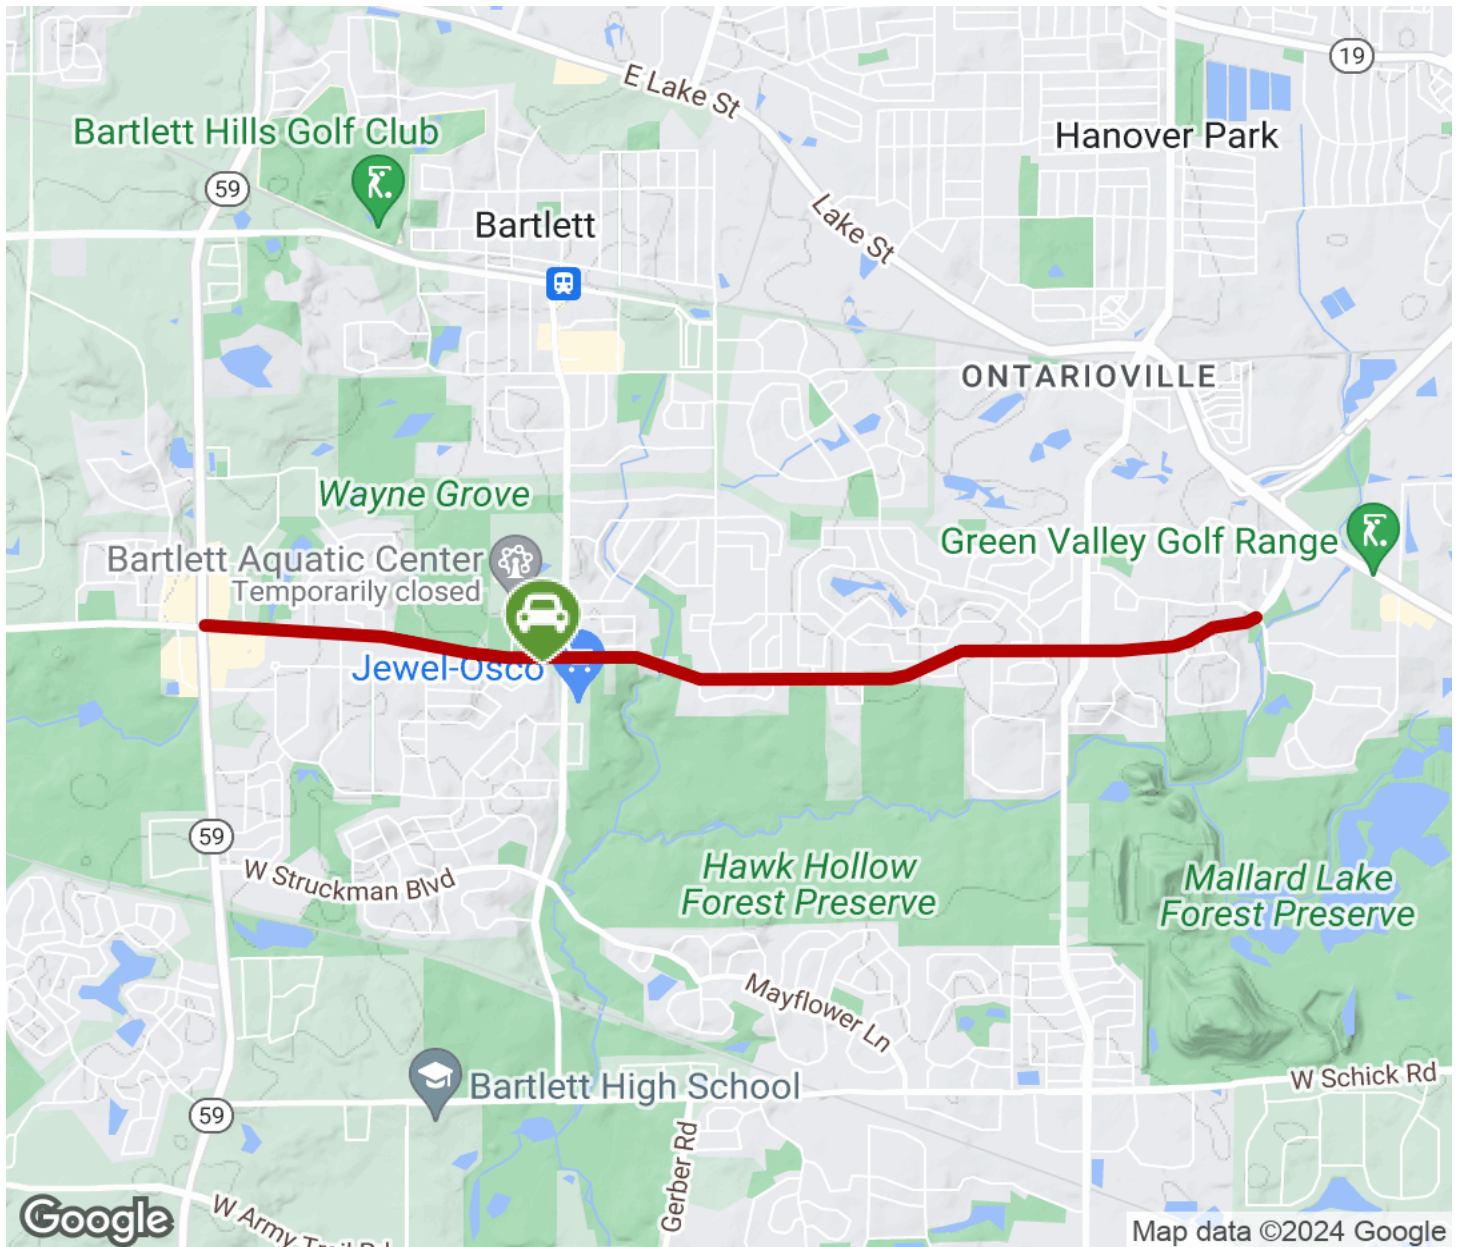 19
E Lake St
Bartlett Hills Golf Club
Hanover Park
59
Bartlett
Lake St
ONTARIOVILLE
Wayne Grove
Green Valley Golf Range
Bartlett Aquatic Center
Temporarily closed
Jewel-Osco
59
W Struckman Blvd
Hawk Hollow
Forest Preserve
Mallard Lake
Forest Preserve
Mayflower Ln
Bartlett High School
W Schick Rd
59
Gerber Rd
W Army Trail Rd
Google
Map data ©2024 Google